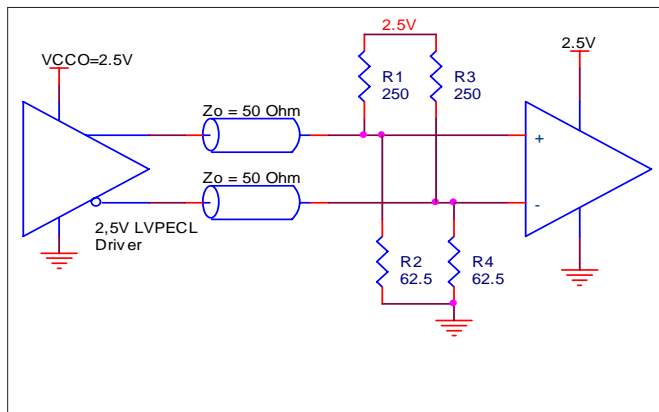 2.5V
VCCO=2.5V
2.5V
R1
250
R3
250
Zo = 50 Ohm
+
Zo = 50 Ohm
-
2,5V LVPECL
Driver
R2
62.5
R4
62.5